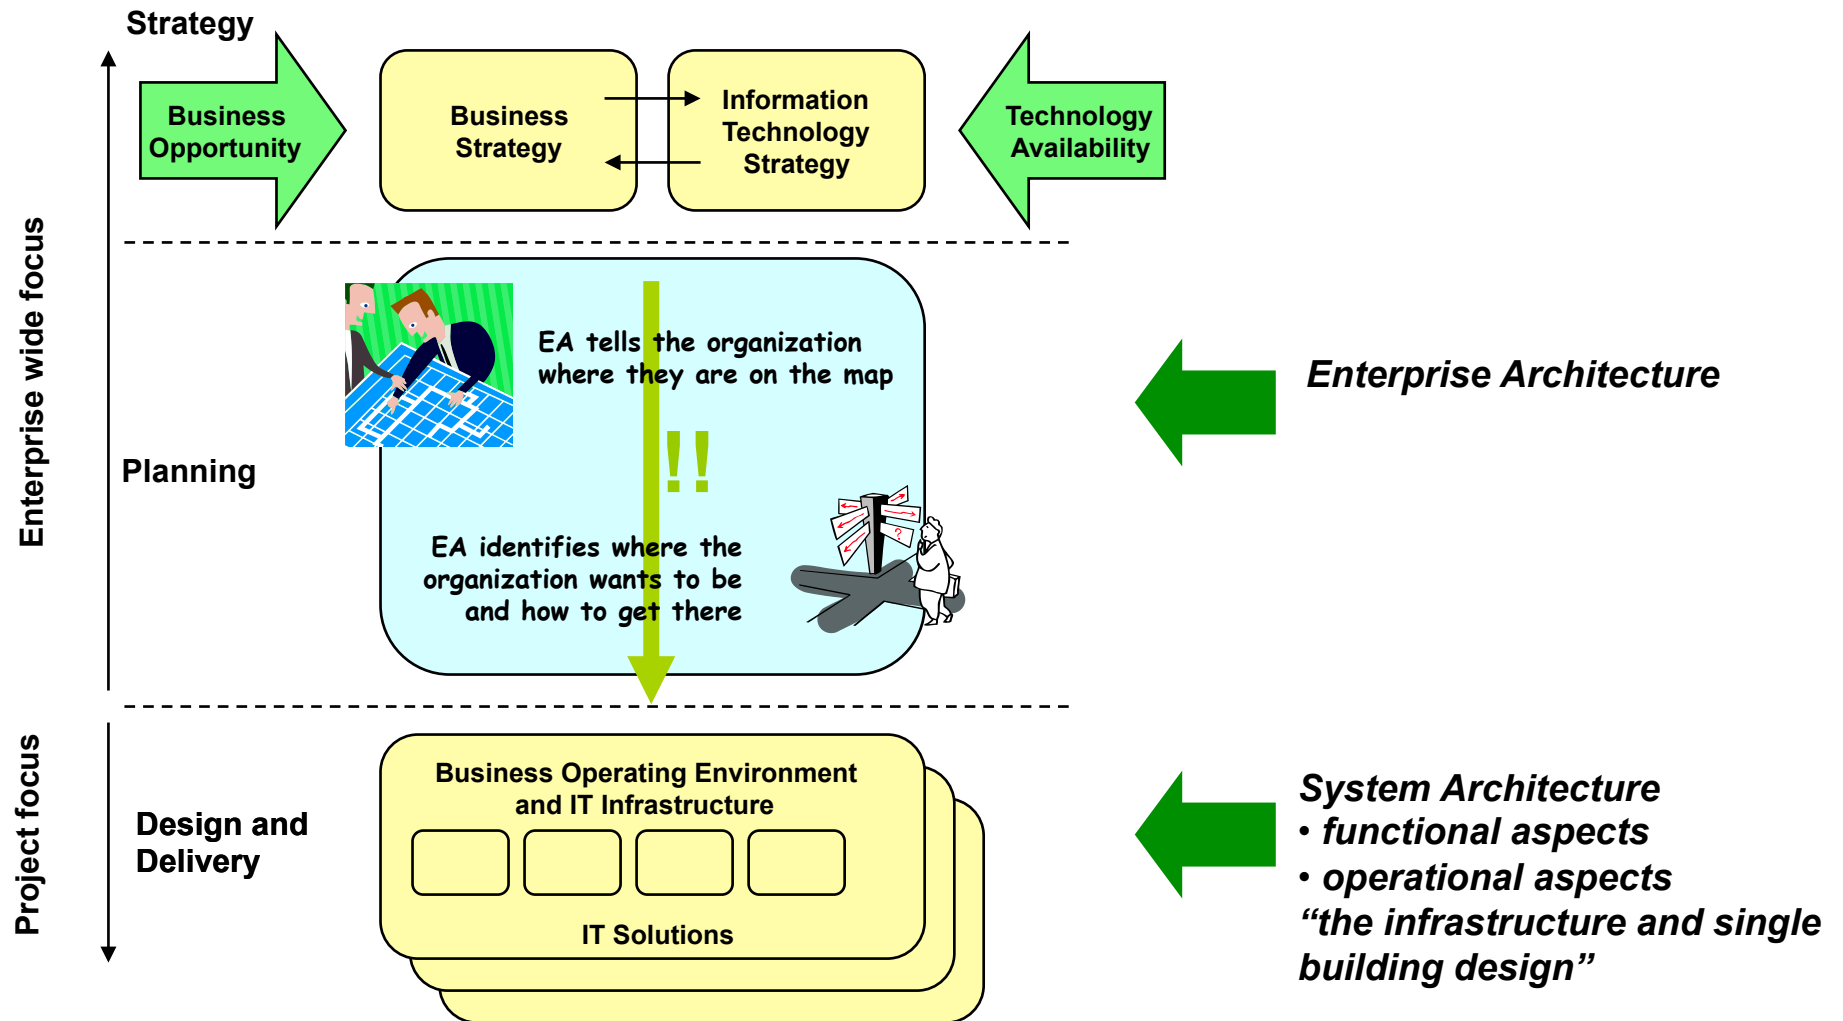 Strategy
Business
Opportunity
Business
Strategy
Information
Technology
Strategy
Technology
Availability
Enterprise wide focus
Planning
EA tells the organization
where they are on the map
!!
EA identifies where the
organization wants to be
and how to get there
?
Enterprise Architecture
Project focus
Design and
Delivery
Business Operating Environment
and IT Infrastructure
IT Solutions
System Architecture
• functional aspects
• operational aspects
“the infrastructure and single
building design”